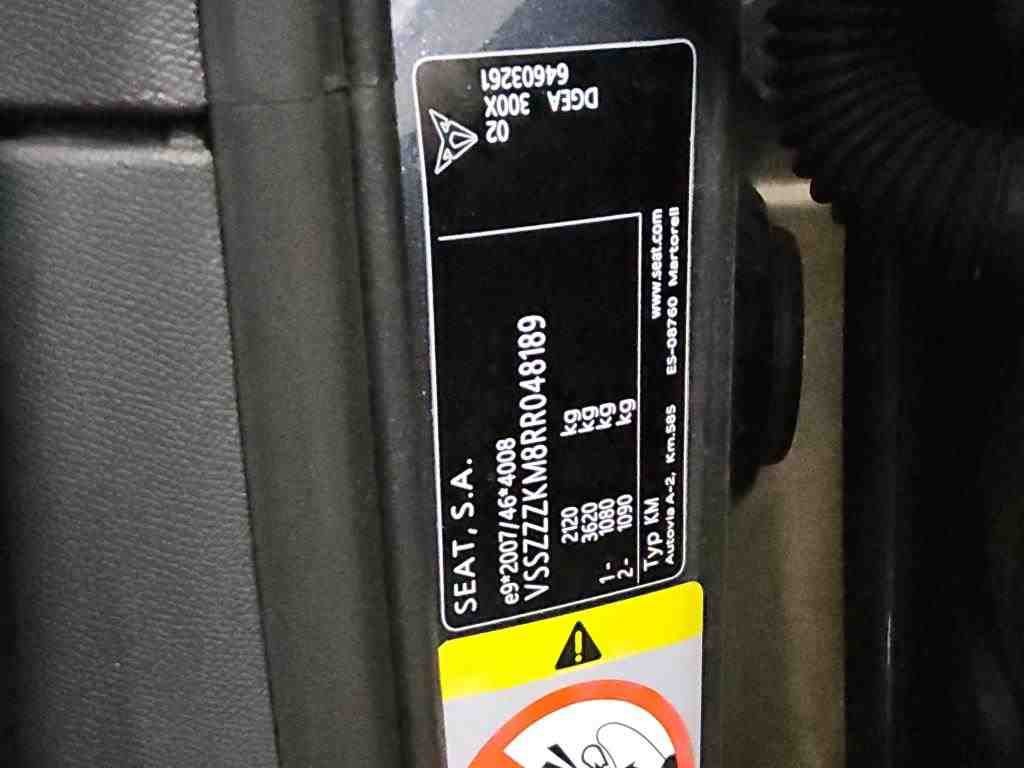 SEAT, S.A.
e9*2007/46*4008
VSSZZZKM8RR048189
2120 kg
3620 kg
1- 1080 kg
2- 1090 kg
Typ KM www.seat.com
Autovía A-2, Km.585 ES-08760 Martorell
02
300X 64603261
DGEA